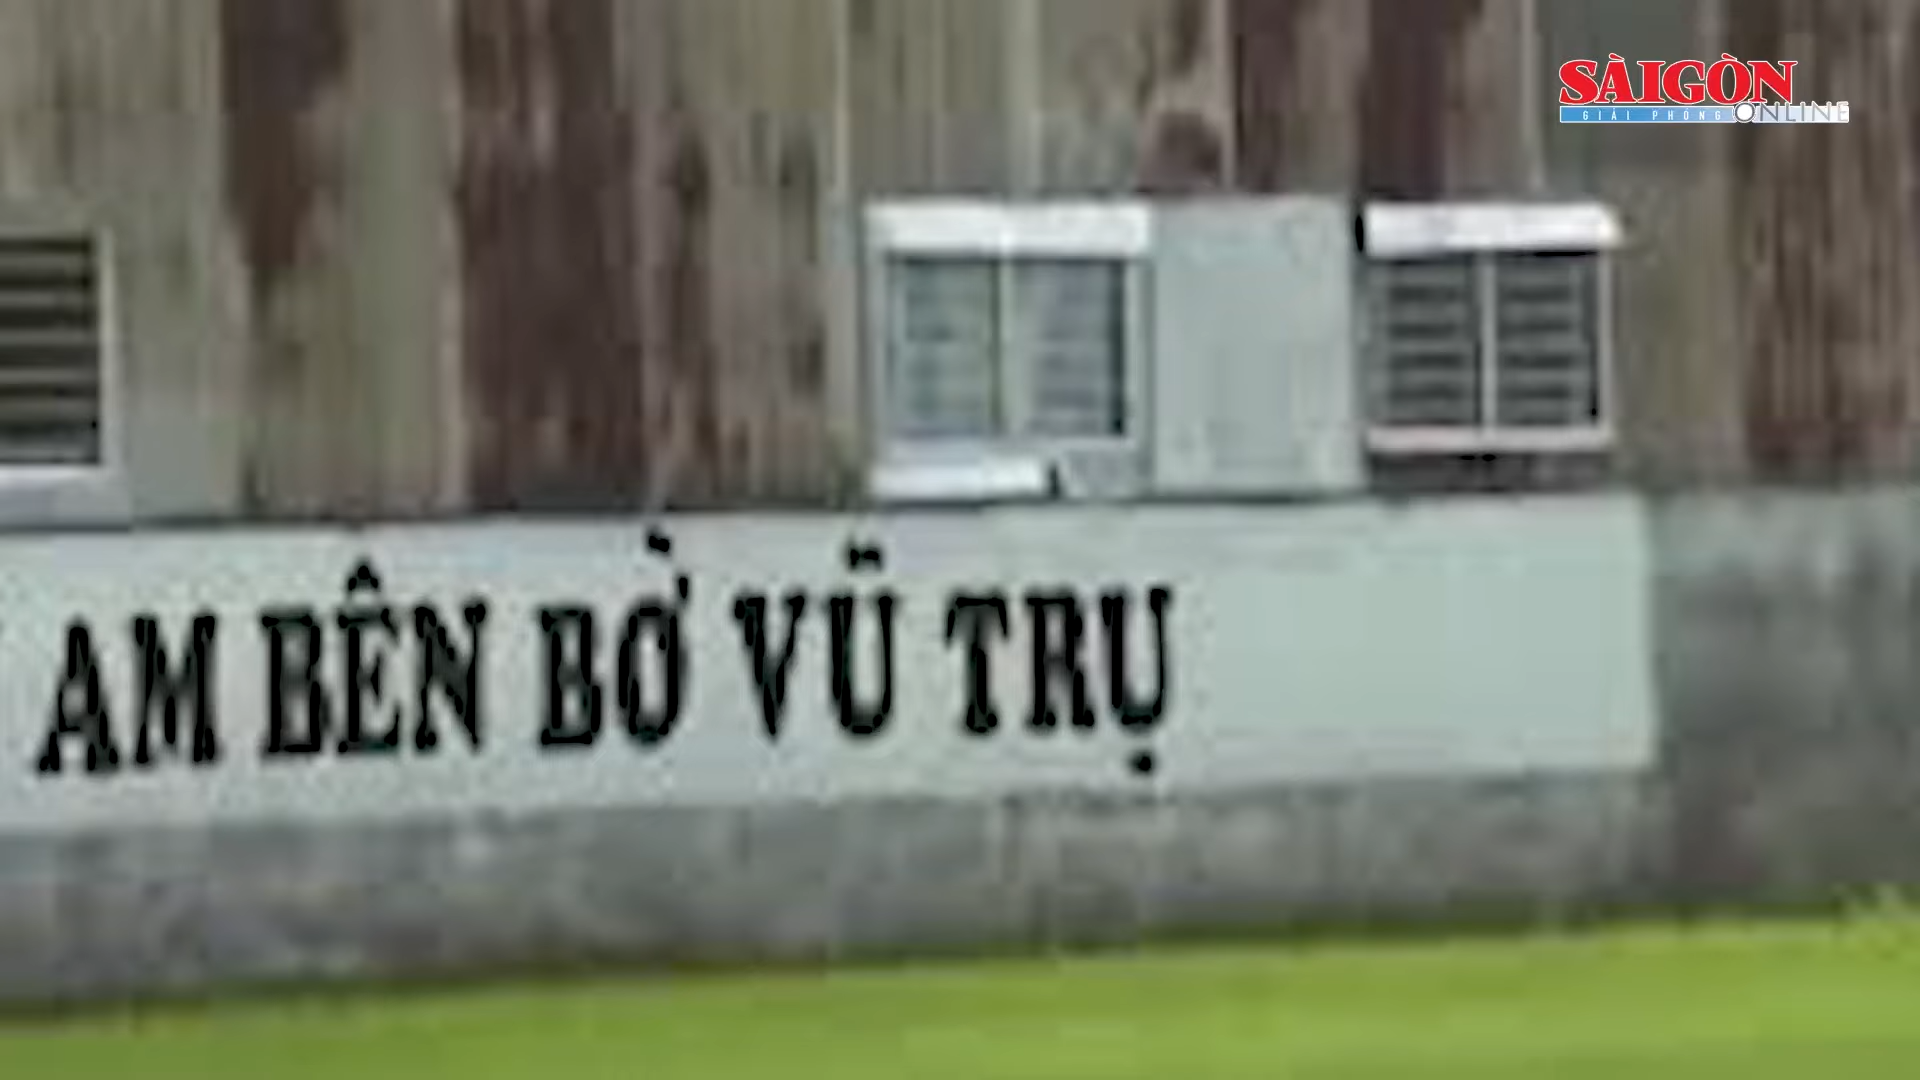 SÀIGÒN
GIẢI PHÓNG ONLINE
AM BÊN BỜ VŨ TRỤ